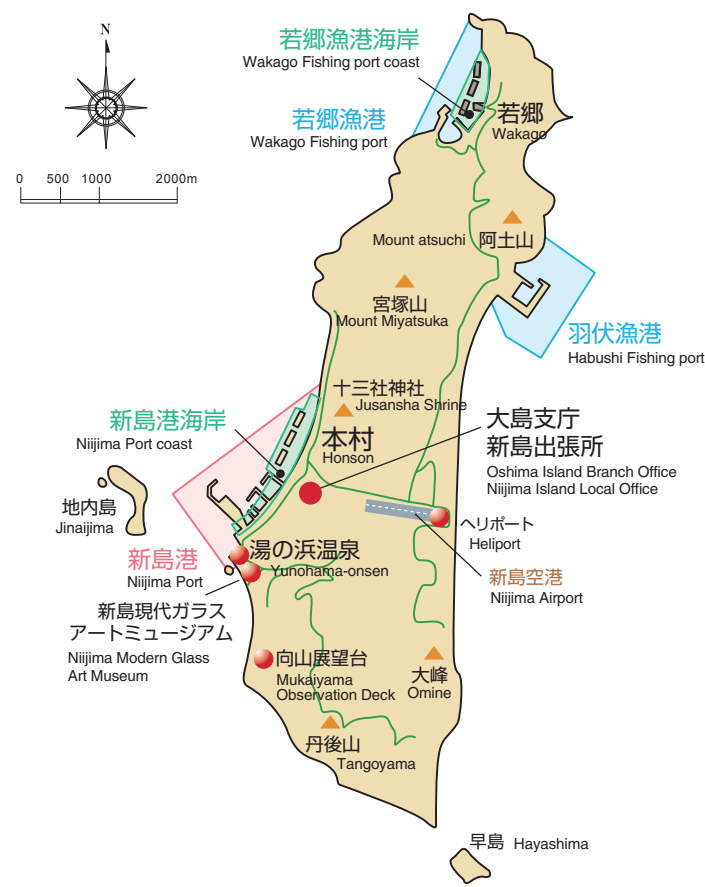 N
0 500 1000 2000m
若郷漁港海岸
Wakago Fishing port coast
若郷漁港
Wakago Fishing port
若郷
Wakago
Mount atsuchi
阿土山
宮塚山
Mount Miyatsuka
羽伏漁港
Habushi Fishing port
十三社神社
Jusansha Shrine
新島港海岸
Niijima Port coast
本村
Honson
大島支庁
新島出張所
Oshima Island Branch Office
Niijima Island Local Office
地内島
Jinaijima
ヘリポート
Heliport
新島港
Niijima Port
湯の浜温泉
Yunohama-onsen
新島空港
Niijima Airport
新島現代ガラス
アートミュージアム
Niijima Modern Glass
Art Museum
向山展望台
Mukaiyama
Observation Deck
大峰
Omine
丹後山
Tangoyama
早島 Hayashima